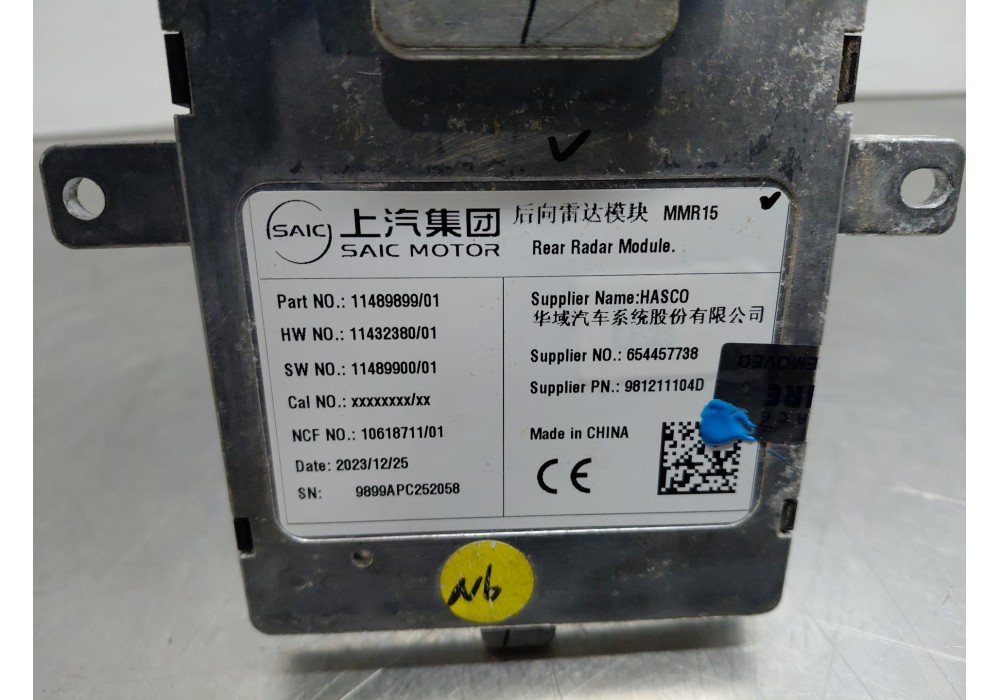 SAIC 上汽集团 后向雷达模块 MMR15
SAIC MOTOR Rear Radar Module.
Part NO.: 11489899/01
HW NO.: 11432380/01
SW NO.: 11489900/01
Cal NO.: xxxxxxxx/xx
NCF NO.: 10618711/01
Date: 2023/12/25
SN: 9899APC252058
Supplier Name:HASCO
华域汽车系统股份有限公司
Supplier NO.: 654457738
Supplier PN.: 981211104D
Made in CHINA
CE
EMOVED
N6